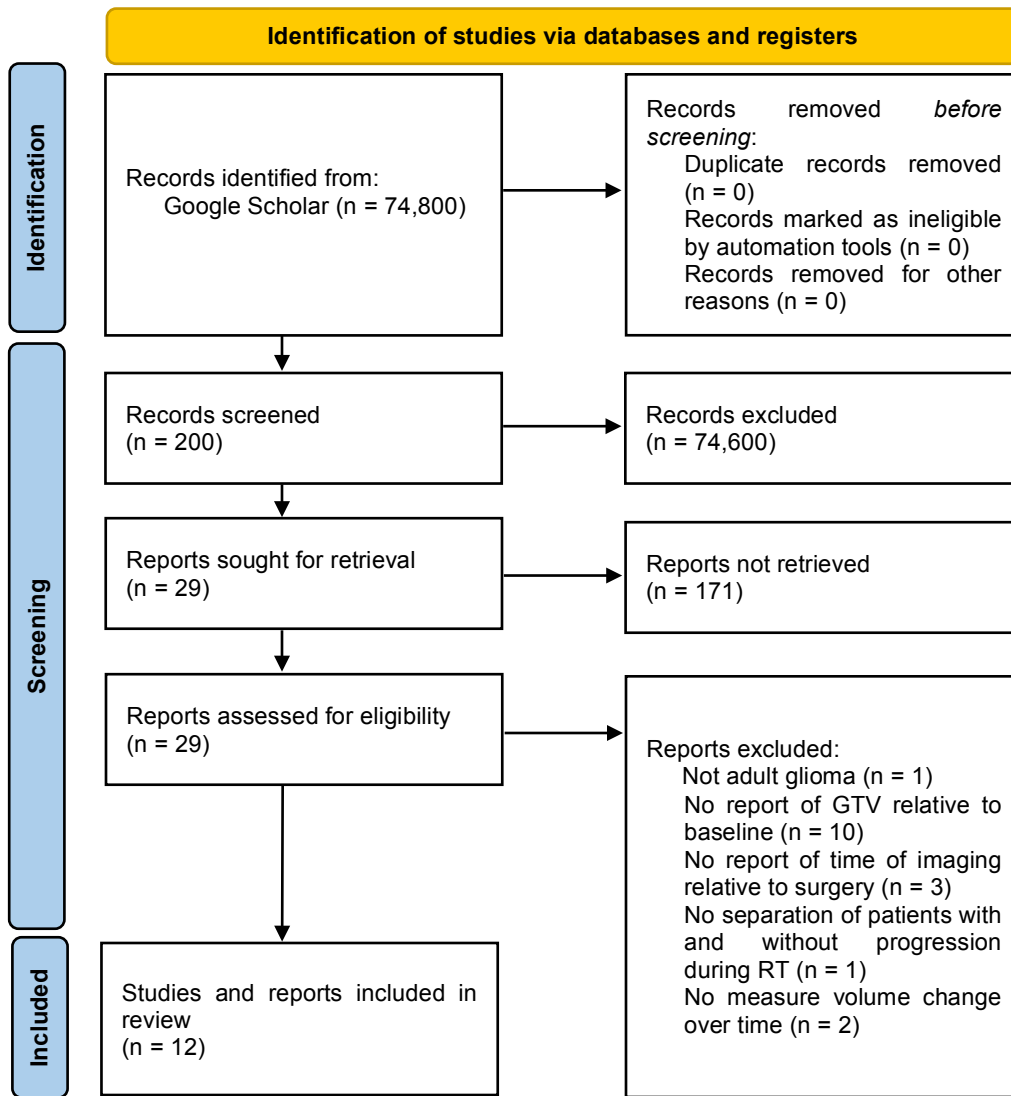 Identification of studies via databases and registers
Identification
Records identified from:
Google Scholar (n = 74,800)
Records removed before
screening:
Duplicate records removed
(n = 0)
Records marked as ineligible
by automation tools (n = 0)
Records removed for other
reasons (n = 0)
Screening
Records screened
(n = 200)
Records excluded
(n = 74,600)
Reports sought for retrieval
(n = 29)
Reports not retrieved
(n = 171)
Reports assessed for eligibility
(n = 29)
Reports excluded:
Not adult glioma (n = 1)
No report of GTV relative to
baseline (n = 10)
No report of time of imaging
relative to surgery (n = 3)
No separation of patients with
and without progression
during RT (n = 1)
No measure volume change
over time (n = 2)
Included
Studies and reports included in
review
(n = 12)